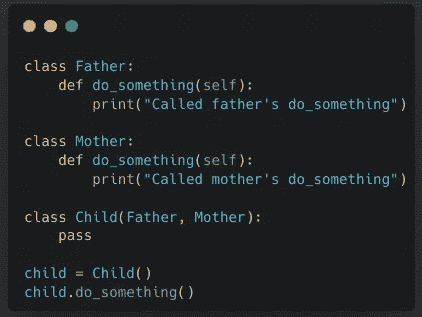 class Father:
    def do_something(self):
        print("Called father's do_something")
class Mother:
    def do_something(self):
        print("Called mother's do_something")
class Child(Father, Mother):
    pass
child = Child()
child.do_something()